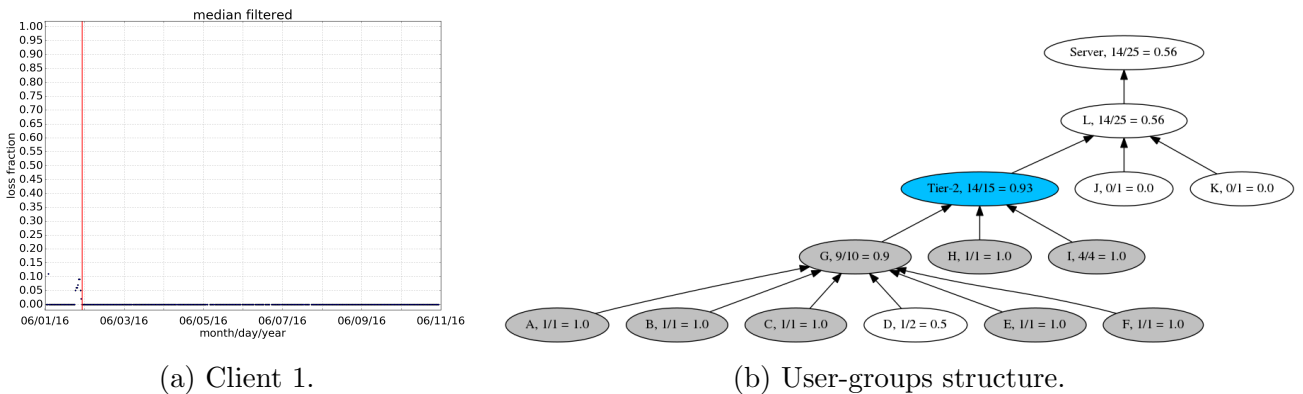 median filtered
1.00
0.95
0.90
0.85
0.80
0.75
0.70
0.65
0.60
0.55
0.50
0.45
0.40
0.35
0.30
0.25
0.20
0.15
0.10
0.05
0.00
loss fraction
06/01/16 06/03/16 06/05/16 06/07/16 06/09/16 06/11/16
month/day/year
(a) Client 1.
Server, 14/25 = 0.56
L, 14/25 = 0.56
Tier-2, 14/15 = 0.93 J, 0/1 = 0.0 K, 0/1 = 0.0
G, 9/10 = 0.9 H, 1/1 = 1.0 I, 4/4 = 1.0
A, 1/1 = 1.0 B, 1/1 = 1.0 C, 1/1 = 1.0 D, 1/2 = 0.5 E, 1/1 = 1.0 F, 1/1 = 1.0
(b) User-groups structure.